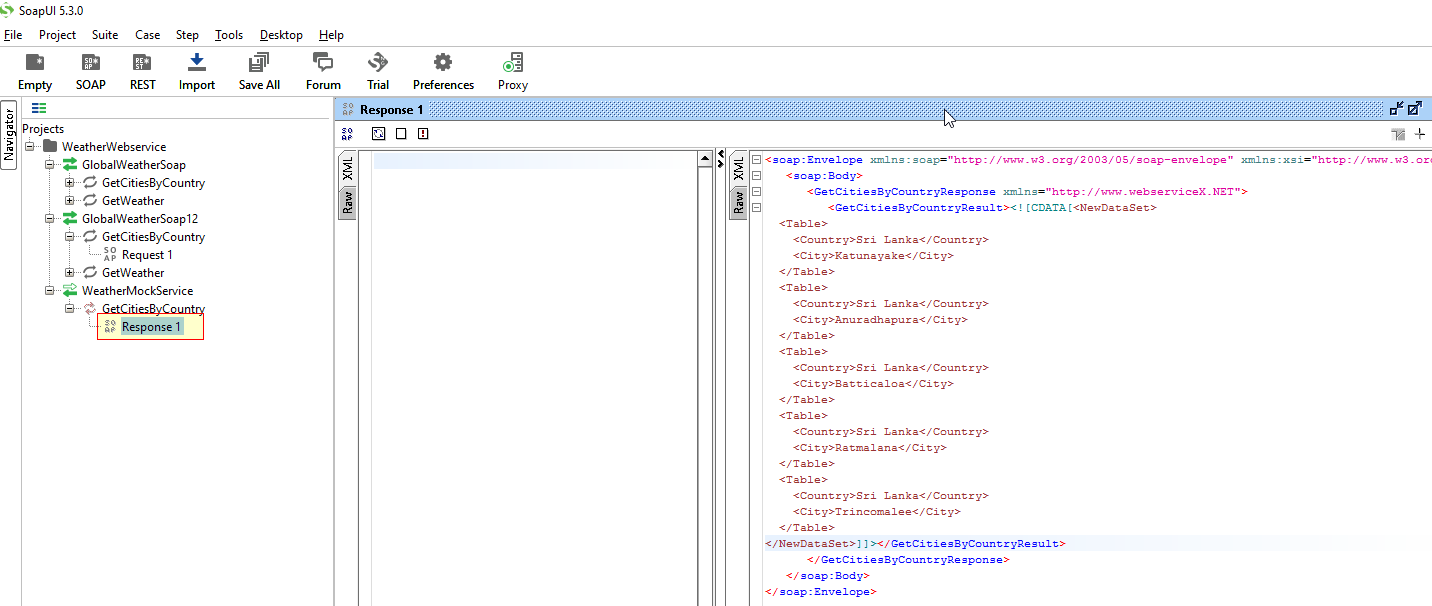 SoapUI 5.3.0
File Project Suite Case Step Tools Desktop Help
Empty SOAP REST Import Save All Forum Trial Preferences Proxy
Navigator
Projects
WeatherWebservice
GlobalWeatherSoap
GetCitiesByCountry
GetWeather
GlobalWeatherSoap12
GetCitiesByCountry
Request 1
GetWeather
WeatherMockService
GetCitiesByCountry
Response 1
Response 1
XML
Raw
XML
Raw
<soap:Envelope xmlns:soap="http://www.w3.org/2003/05/soap-envelope" xmlns:xsi="http://www.w3.or
<soap:Body>
<GetCitiesByCountryResponse xmlns="http://www.webserviceX.NET">
<GetCitiesByCountryResult><![CDATA[<NewDataSet>
<Table>
<Country>Sri Lanka</Country>
<City>Katunayake</City>
</Table>
<Table>
<Country>Sri Lanka</Country>
<City>Anuradhapura</City>
</Table>
<Table>
<Country>Sri Lanka</Country>
<City>Batticaloa</City>
</Table>
<Table>
<Country>Sri Lanka</Country>
<City>Ratmalana</City>
</Table>
<Table>
<Country>Sri Lanka</Country>
<City>Trincomalee</City>
</Table>
</NewDataSet>]]></GetCitiesByCountryResult>
</GetCitiesByCountryResponse>
</soap:Body>
</soap:Envelope>